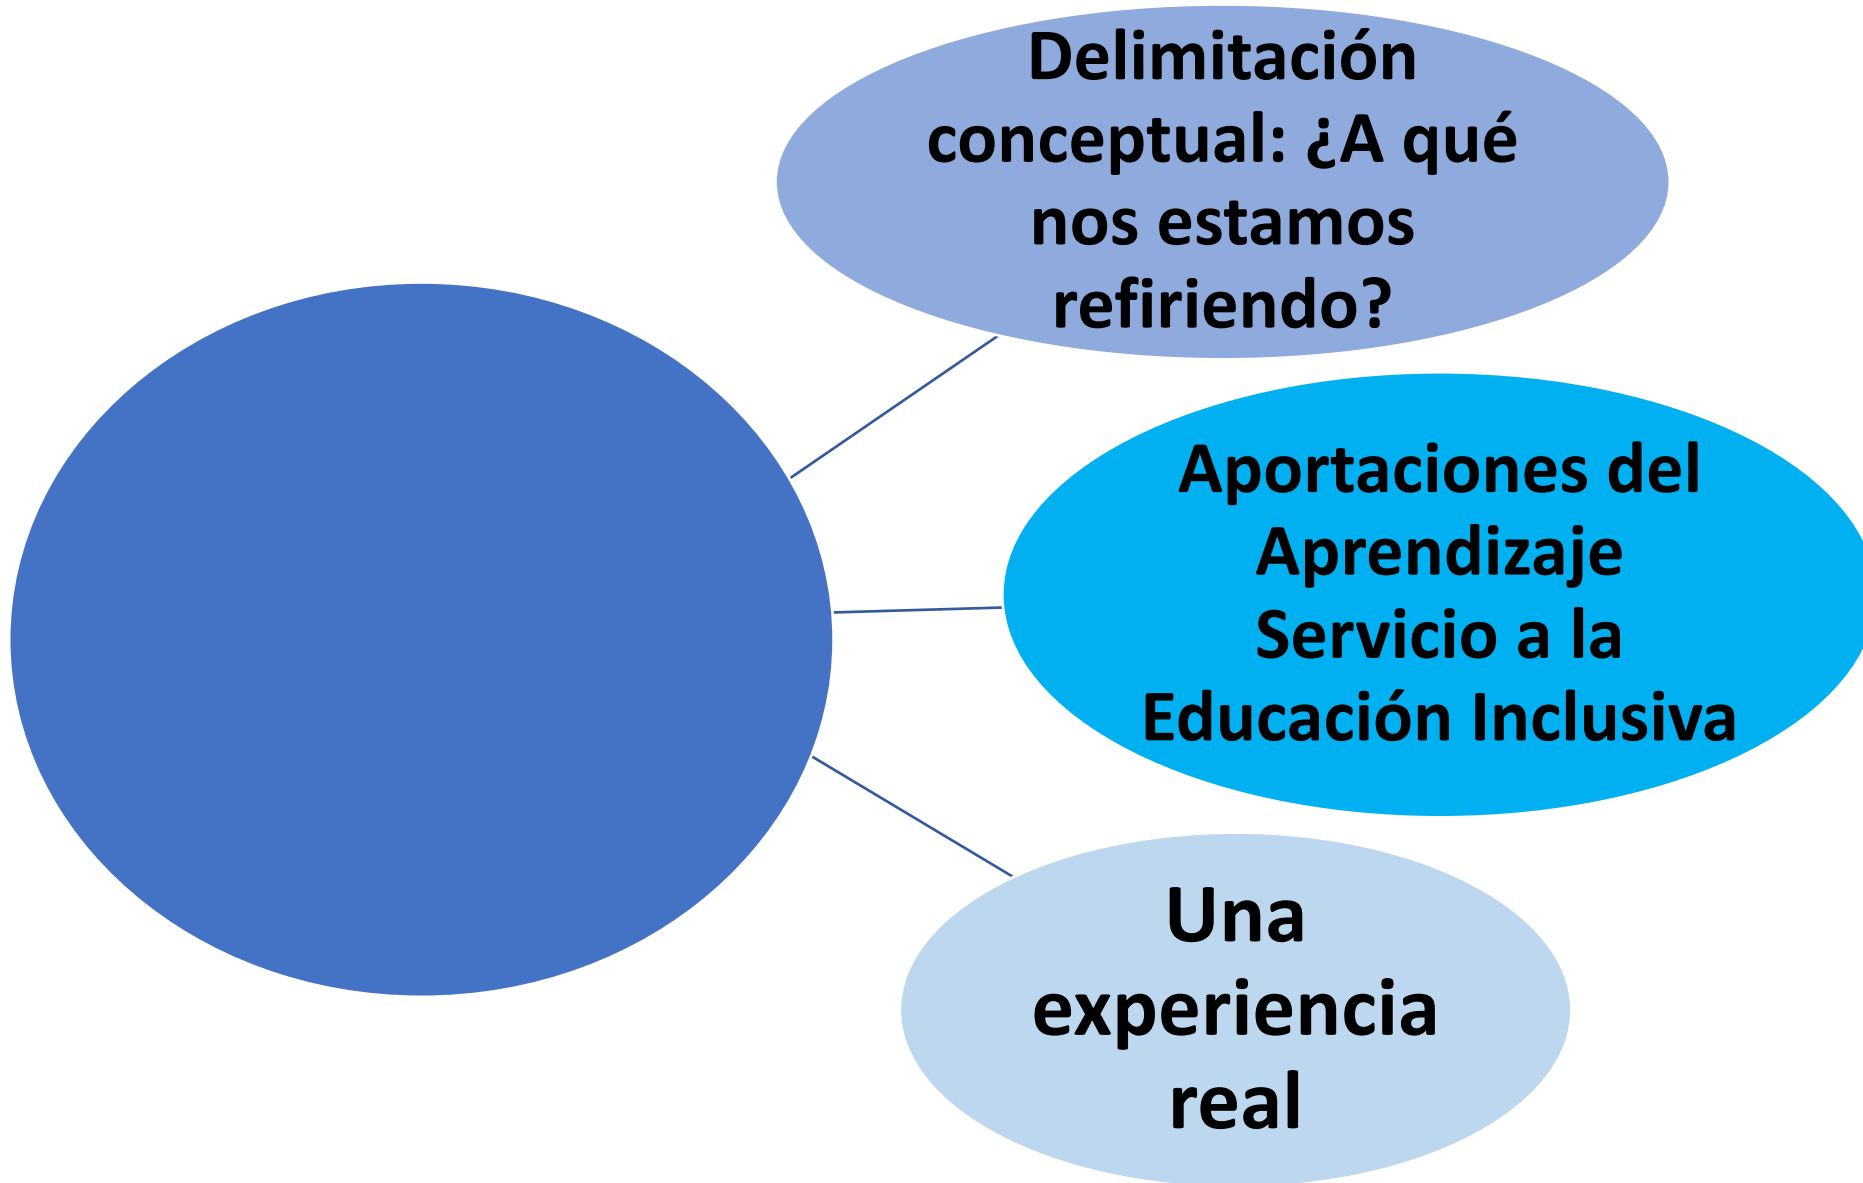 Delimitación
conceptual: ¿A qué
nos estamos
refiriendo?
Aportaciones del
Aprendizaje
Servicio a la
Educación Inclusiva
Una
experiencia
real